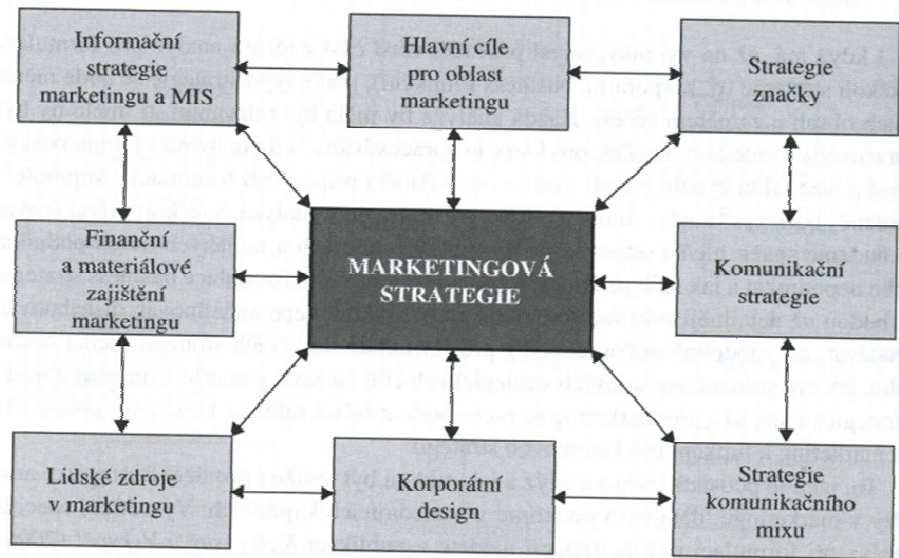 Informační
strategie
marketingu a MIS
Hlavní cíle
pro oblast
marketingu
Strategie
značky
Finanční
a materiálové
zajištění
marketingu
MARKETINGOVÁ
STRATEGIE
Komunikační
strategie
Lidské zdroje
marketingu
Korporátní
design
Strategie
komunikačního
mixu